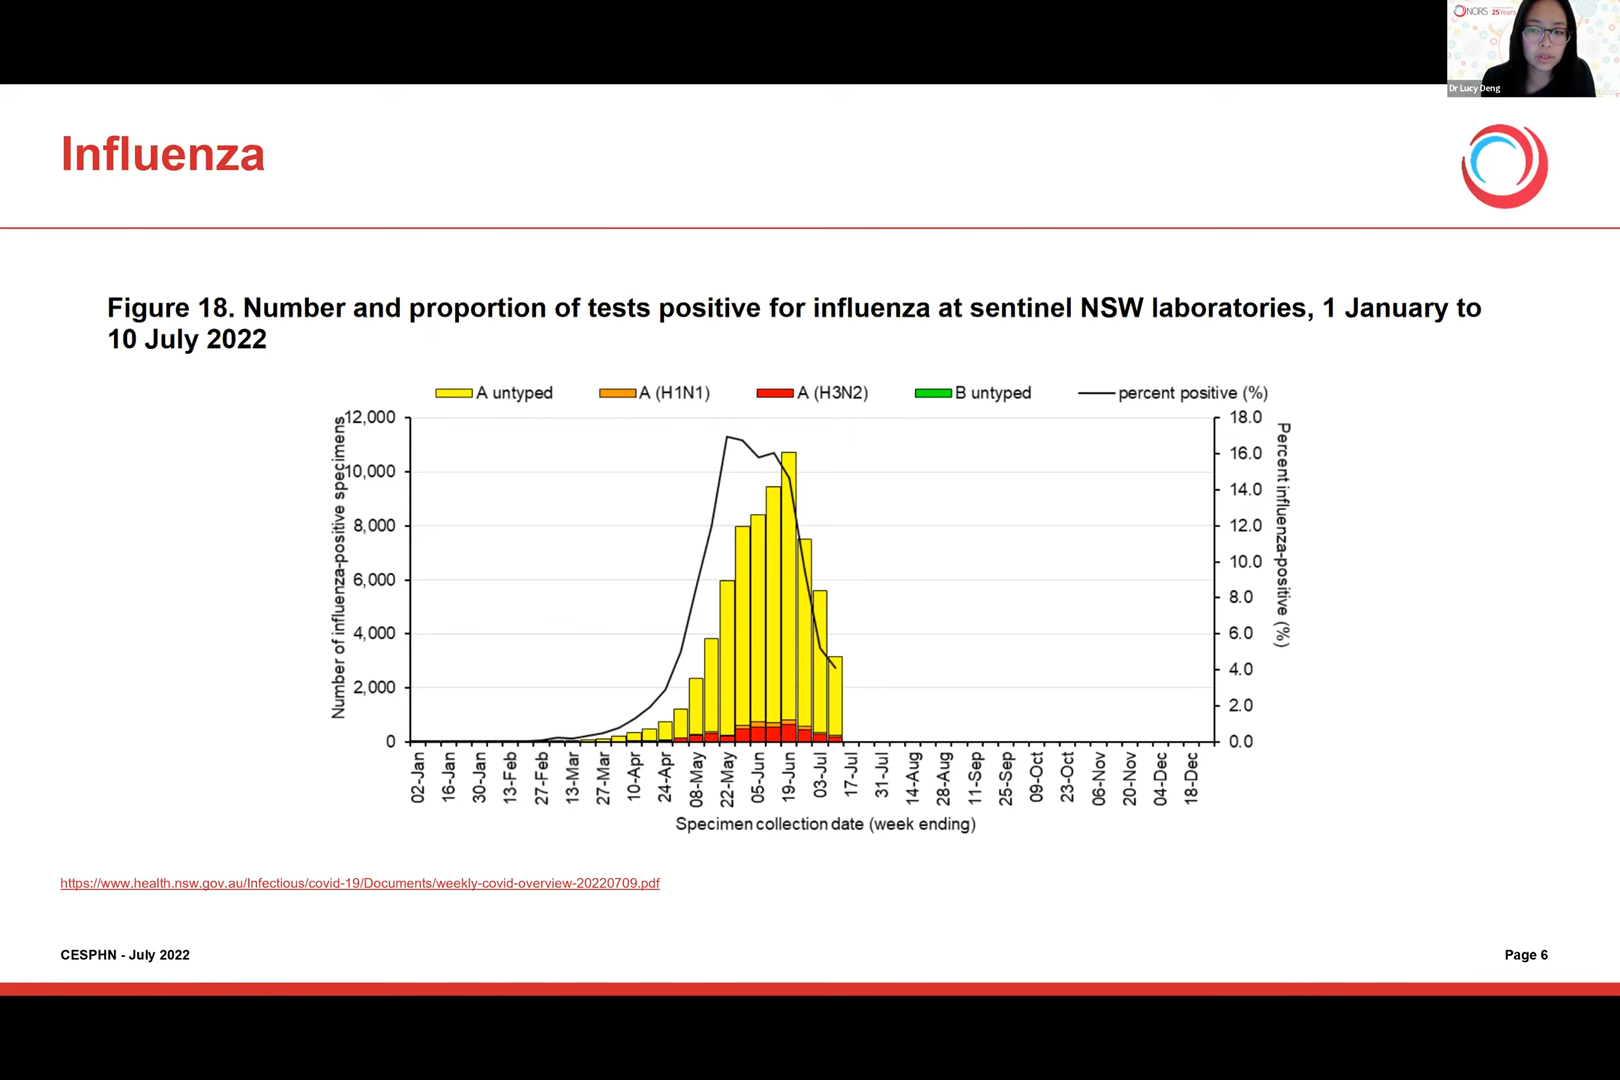 NCIRS 25 Years
Dr Lucy Deng
Influenza
Figure 18. Number and proportion of tests positive for influenza at sentinel NSW laboratories, 1 January to
10 July 2022
A untyped
A (H1N1)
A (H3N2)
B untyped
percent positive (%)
Number of influenza-positive specimens
12,000
10,000
8,000
6,000
4,000
2,000
0
18.0
16.0
14.0
12.0
10.0
8.0
6.0
4.0
2.0
0.0
Percent influenza-positive (%)
02-Jan
16-Jan
30-Jan
13-Feb
27-Feb
13-Mar
27-Mar
10-Apr
24-Apr
08-May
22-May
05-Jun
19-Jun
03-Jul
17-Jul
31-Jul
14-Aug
28-Aug
11-Sep
25-Sep
09-Oct
23-Oct
06-Nov
20-Nov
04-Dec
18-Dec
Specimen collection date (week ending)
https://www.health.nsw.gov.au/Infectious/covid-19/Documents/weekly-covid-overview-20220709.pdf
CESPHN - July 2022
Page 6